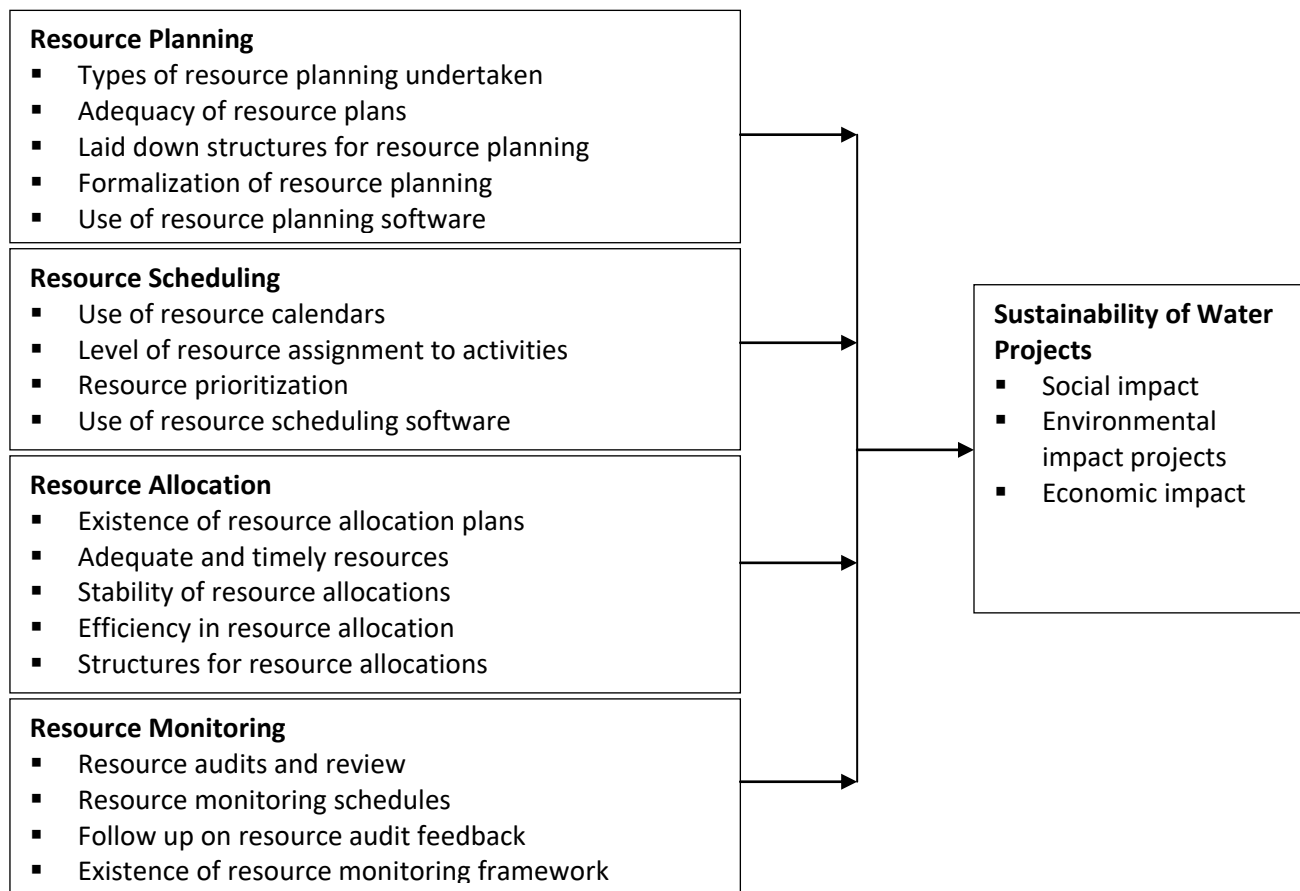 Resource Planning
▪ Types of resource planning undertaken
▪ Adequacy of resource plans
▪ Laid down structures for resource planning
▪ Formalization of resource planning
▪ Use of resource planning software
Resource Scheduling
▪ Use of resource calendars
▪ Level of resource assignment to activities
▪ Resource prioritization
▪ Use of resource scheduling software
Resource Allocation
▪ Existence of resource allocation plans
▪ Adequate and timely resources
▪ Stability of resource allocations
▪ Efficiency in resource allocation
▪ Structures for resource allocations
Resource Monitoring
▪ Resource audits and review
▪ Resource monitoring schedules
▪ Follow up on resource audit feedback
▪ Existence of resource monitoring framework
Sustainability of Water
Projects
▪ Social impact
▪ Environmental
impact projects
▪ Economic impact